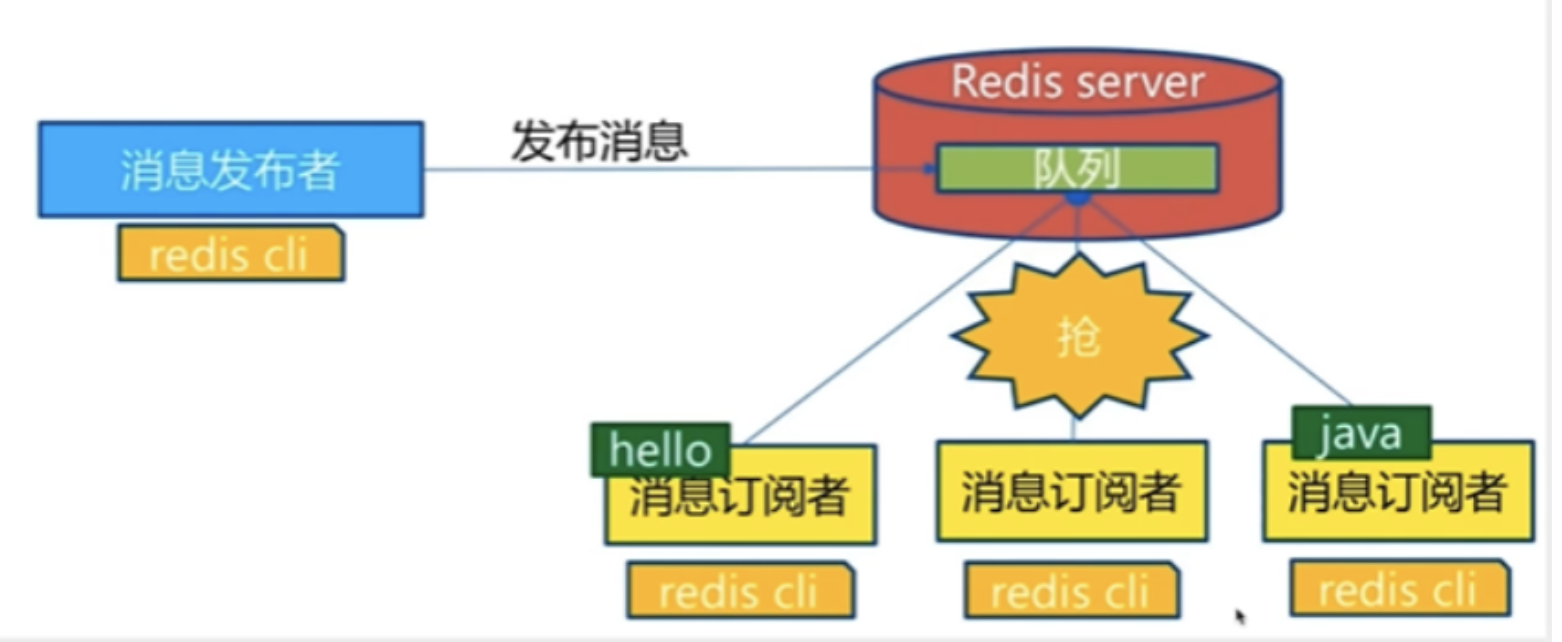 Redis server
发布消息
消息发布者
队列
redis cli
抢
hello
java
消息订阅者
消息订阅者
消息订阅者
redis cli
redis cli
redis cli